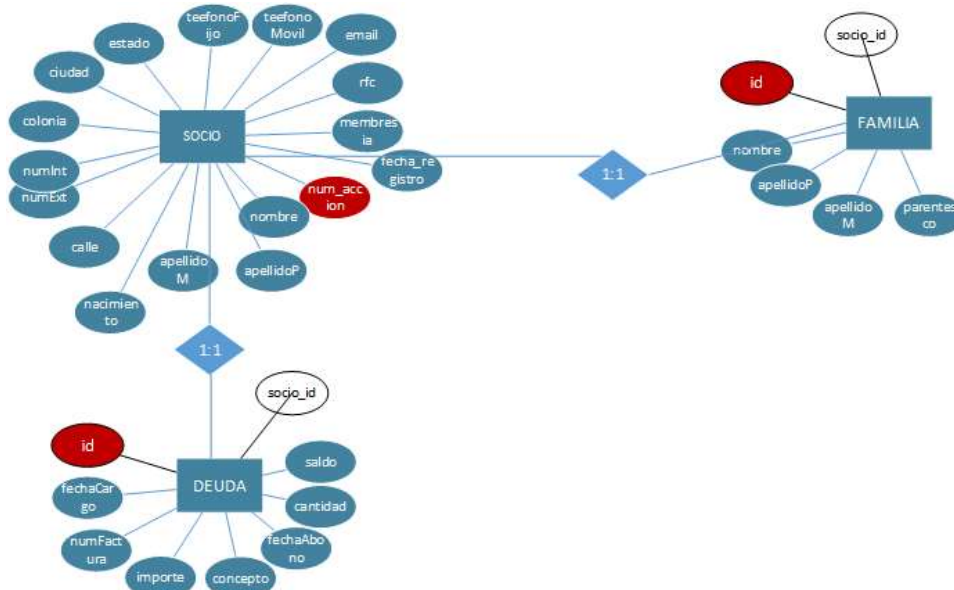 teefonoF
ijo
teefono
Movil
email
estado
rfc
ciudad
membres
ia
colonia
SOCIO
fecha_re
gistro
numInt
num_acc
ion
numExt
nombre
calle
apellido
M
apellidoP
nacimie
nto
socio_id
id
FAMILIA
nombre
1:1
apellidoP
apellido
M
parentes
co
1:1
socio_id
id
saldo
DEUDA
fechaCar
go
cantidad
numFact
ura
fechaAbo
no
importe
concepto